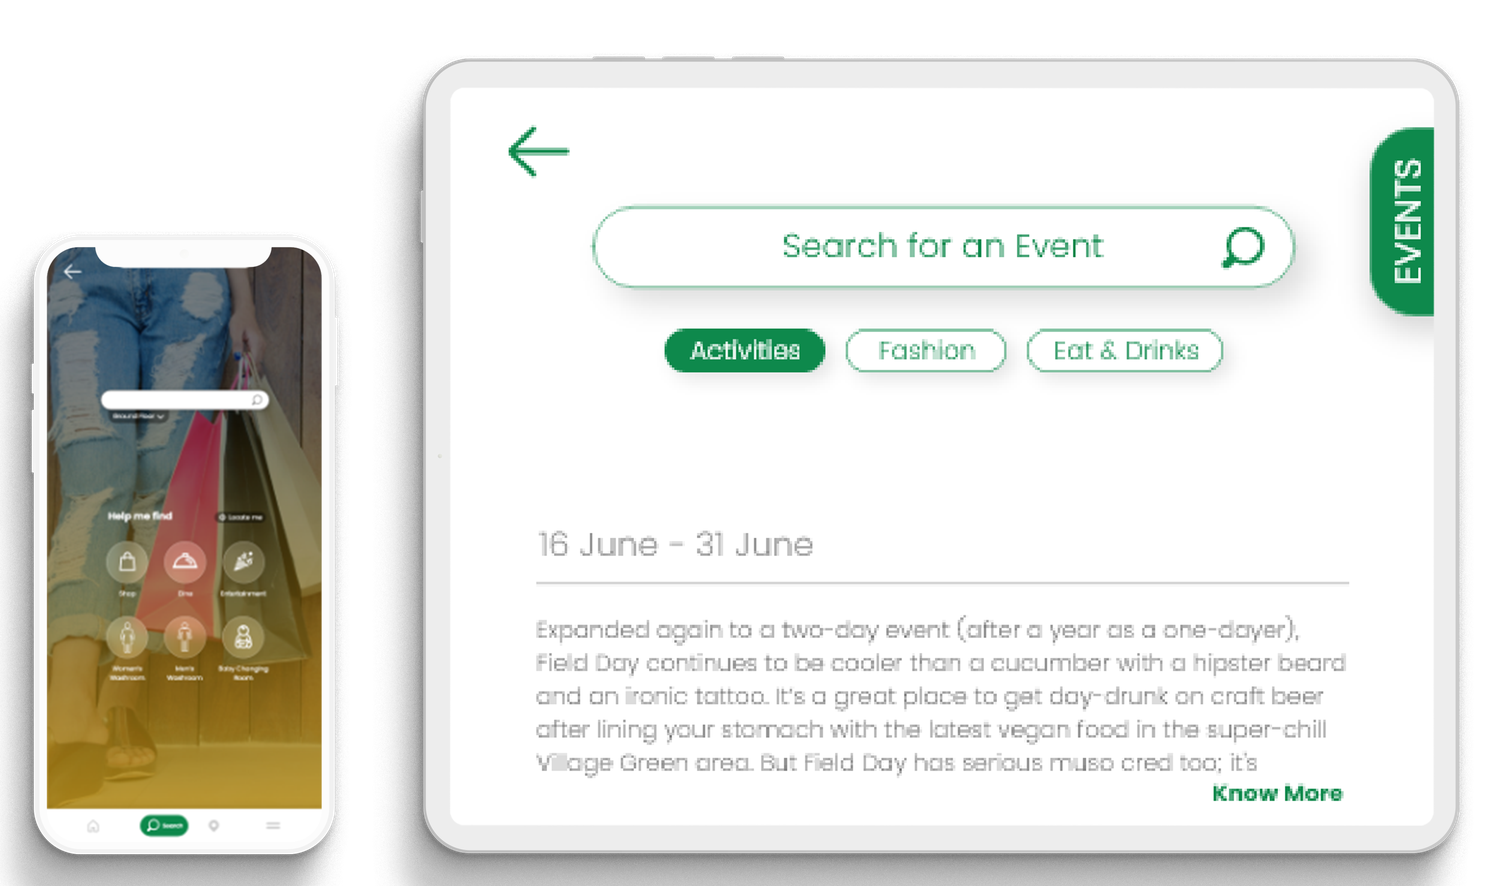 Ground Floor
Help me find
Locate me
Shop
Dine
Entertainment
Women's
Washroom
Men's
Washroom
Baby Changing
Room
Search
EVENTS
Search for an Event
Activities
Fashion
Eat & Drinks
16 June - 31 June
Expanded again to a two-day event (after a year as a one-dayer),
Field Day continues to be cooler than a cucumber with a hipster beard
and an ironic tattoo. It's a great place to get day-drunk on craft beer
after lining your stomach with the latest vegan food in the super-chill
Village Green area. But Field Day has serious muso cred too; it's
Know More